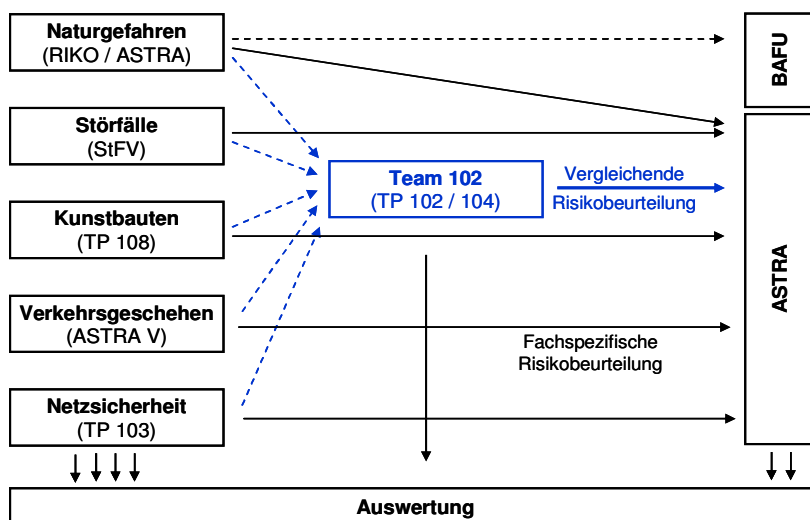 Naturgefahren
(RIKO / ASTRA)
BAFU
Störfälle
(StFV)
Team 102
(TP 102 / 104)
Vergleichende
Risikobeurteilung
Kunstbauten
(TP 108)
ASTRA
Verkehrsgeschehen
(ASTRA V)
Fachspezifische
Risikobeurteilung
Netzsicherheit
(TP 103)
Auswertung